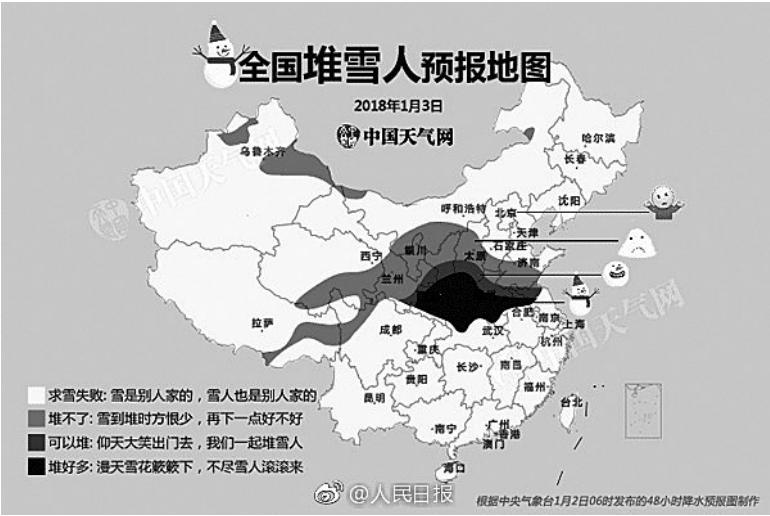 全国堆雪人预报地图
2018年1月3日
中国天气网
中国天气网
乌鲁木齐
哈尔滨
长春
沈阳
呼和浩特
北京
天津
石家庄
银川
太原
西宁
济南
兰州
中国天气网
拉萨
合肥
南京
上海
成都
武汉
杭州
重庆
长沙
南昌
贵阳
福州
昆明
台北
广州
南宁
香港
澳门
海口
求雪失败: 雪是别人家的，雪人也是别人家的
堆不了: 雪到堆时方恨少，再下一点好不好
可以堆: 仰天大笑出门去，我们一起堆雪人
堆好多: 漫天雪花簌簌下，不尽雪人滚滚来
@人民日报
根据中央气象台1月2日06时发布的48小时降水预报图制作